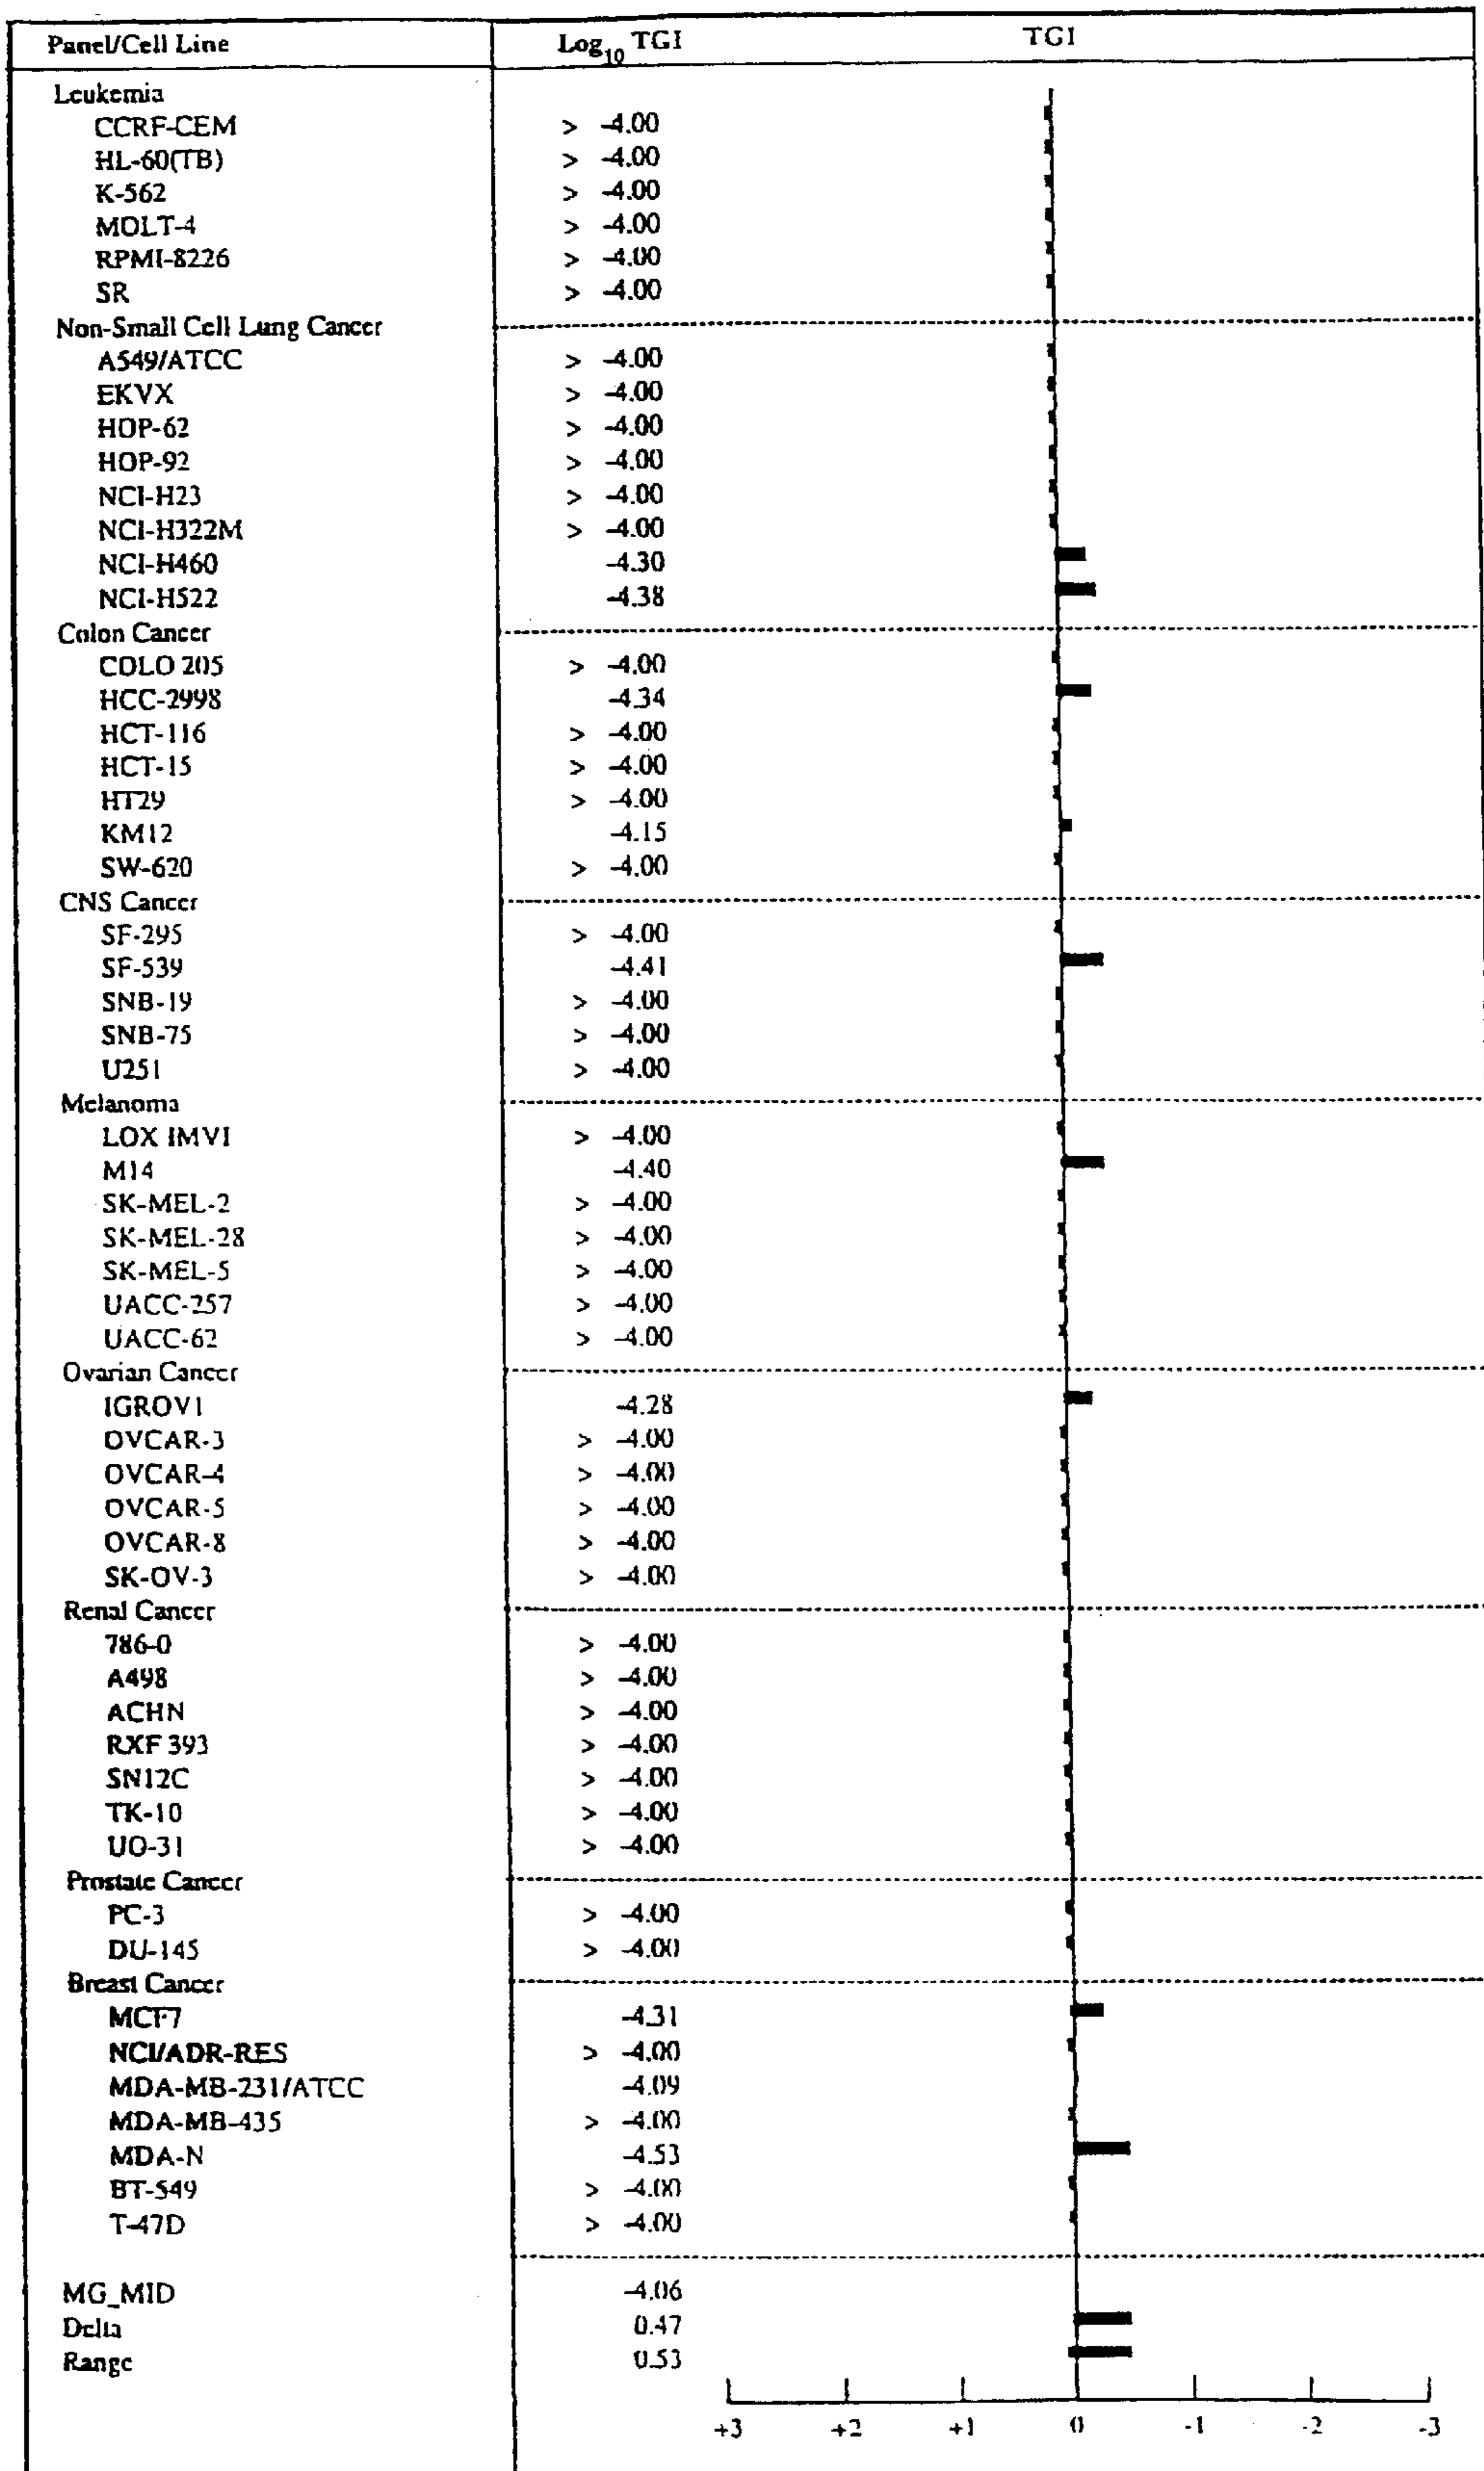 Panel/Cell Line Log10 TGI TGI
Leukemia
CCRF-CEM > -4.00
HL-60(TB) > -4.00
K-562 > -4.00
MOLT-4 > -4.00
RPMI-8226 > -4.00
SR > -4.00
Non-Small Cell Lung Cancer
A549/ATCC > -4.00
EKVX > -4.00
HOP-62 > -4.00
HOP-92 > -4.00
NCI-H23 > -4.00
NCI-H322M > -4.00
NCI-H460 -4.30
NCI-H522 -4.38
Colon Cancer
COLO 205 > -4.00
HCC-2998 -4.34
HCT-116 > -4.00
HCT-15 > -4.00
HT29 > -4.00
KM12 -4.15
SW-620 > -4.00
CNS Cancer
SF-295 > -4.00
SF-539 -4.41
SNB-19 > -4.00
SNB-75 > -4.00
U251 > -4.00
Melanoma
LOX IMVI > -4.00
M14 -4.40
SK-MEL-2 > -4.00
SK-MEL-28 > -4.00
SK-MEL-5 > -4.00
UACC-257 > -4.00
UACC-62 > -4.00
Ovarian Cancer
IGROV1 -4.28
OVCAR-3 > -4.00
OVCAR-4 > -4.00
OVCAR-5 > -4.00
OVCAR-8 > -4.00
SK-OV-3 > -4.00
Renal Cancer
786-0 > -4.00
A498 > -4.00
ACHN > -4.00
RXF 393 > -4.00
SN12C > -4.00
TK-10 > -4.00
UO-31 > -4.00
Prostate Cancer
PC-3 > -4.00
DU-145 > -4.00
Breast Cancer
MCF7 -4.31
NCI/ADR-RES > -4.00
MDA-MB-231/ATCC -4.09
MDA-MB-435 > -4.00
MDA-N -4.53
BT-549 > -4.00
T-47D > -4.00
MG_MID -4.06
Delta 0.47
Range 0.53
+3 +2 +1 0 -1 -2 -3